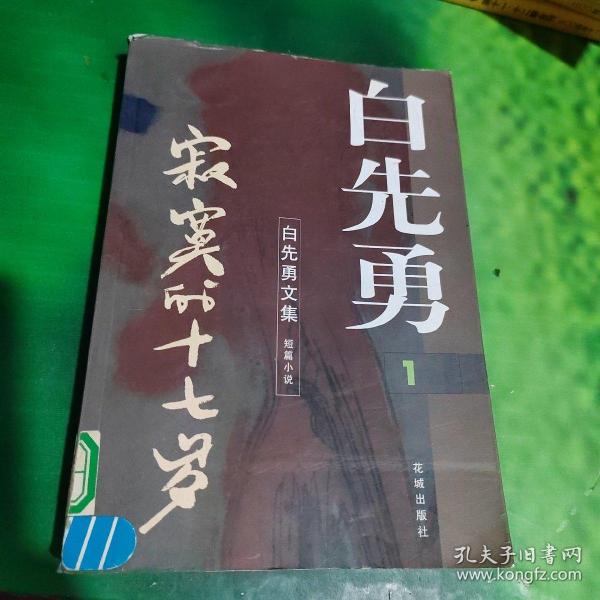 白先勇
1
白先勇文集
短篇小说
寂寞的十七岁
花城出版社
孔夫子旧书网
www.kongfz.com